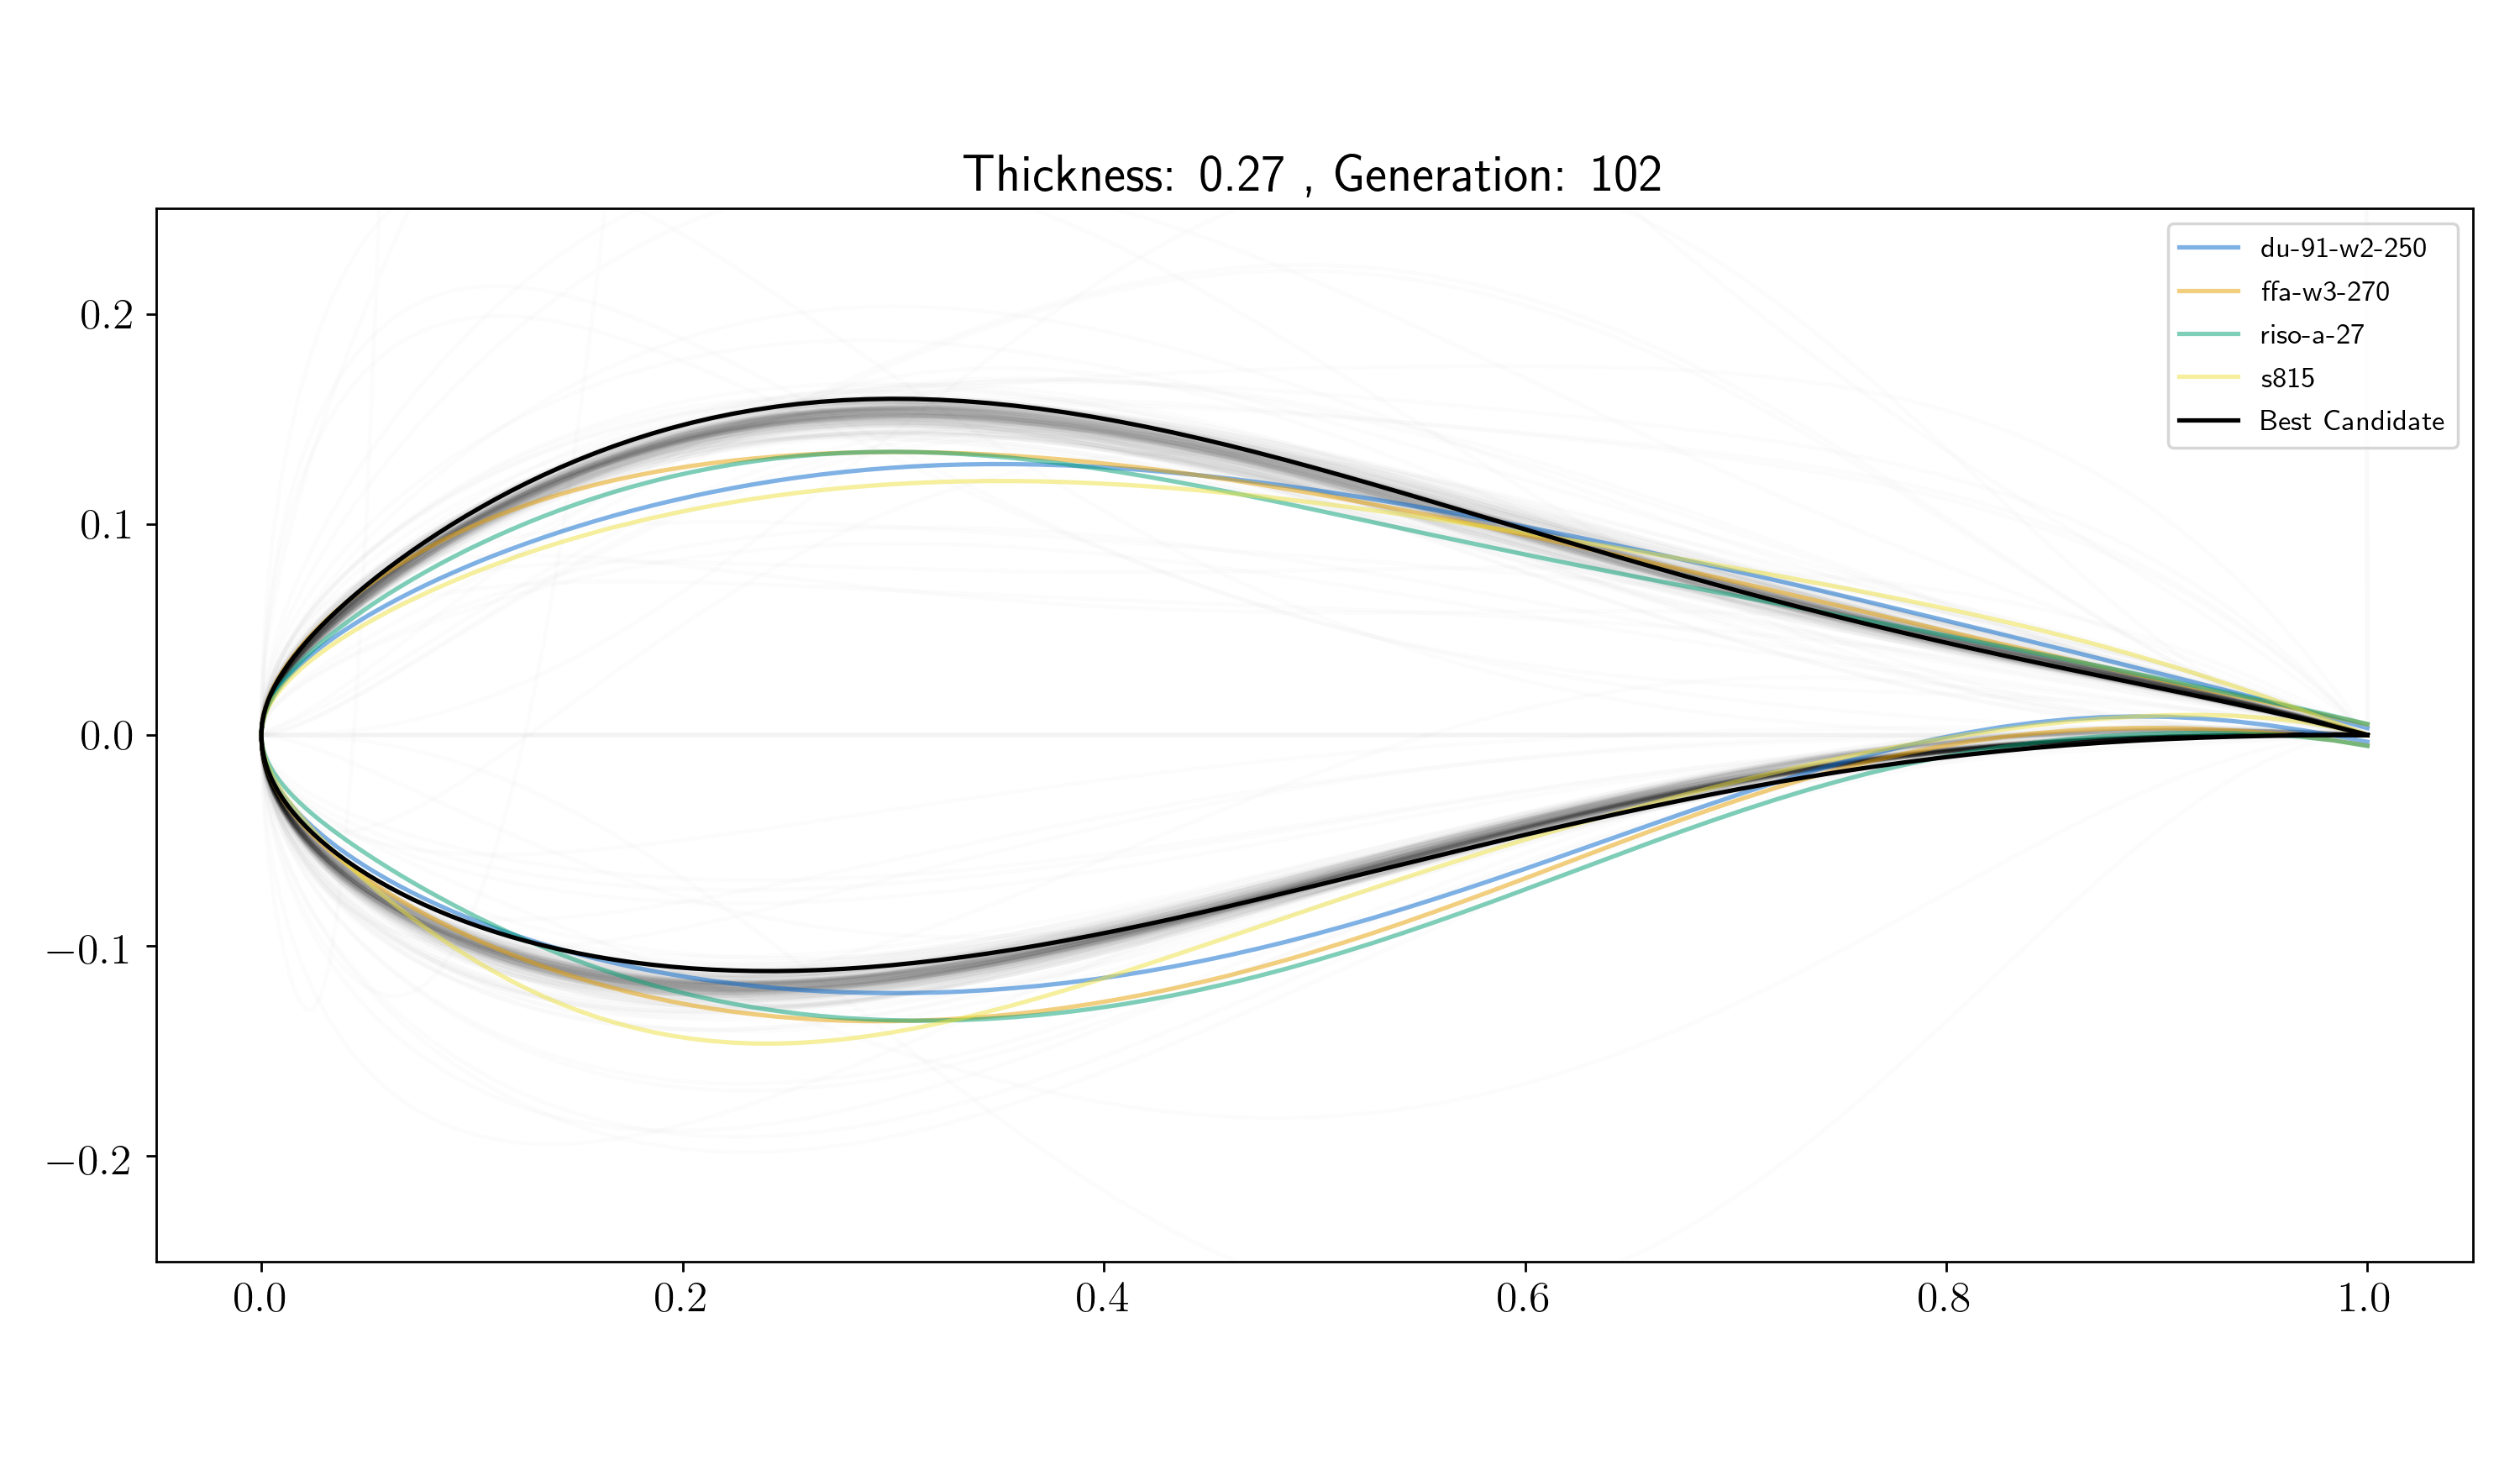 Thickness: 0.27 , Generation: 102
du-91-w2-250
ffa-w3-270
riso-a-27
s815
Best Candidate
0.2
0.1
0.0
−0.1
−0.2
0.0 0.2 0.4 0.6 0.8 1.0